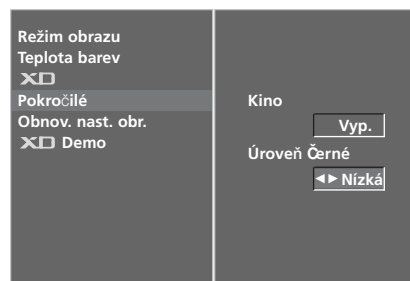 Režim obrazu
Teplota barev
XD
Pokročilé
Obnov. nast. obr.
XD Demo
Kino
Vyp.
Úroveň Černé
◄► Nízká